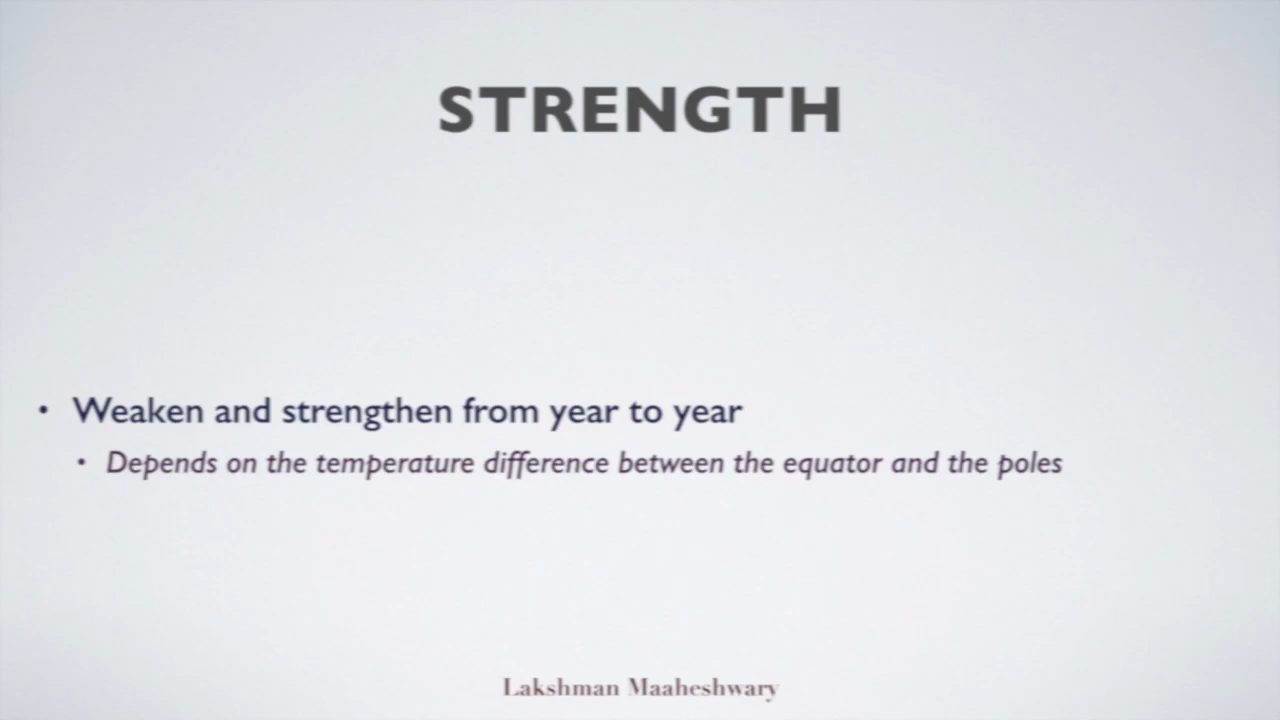 STRENGTH
• Weaken and strengthen from year to year
• Depends on the temperature difference between the equator and the poles
Lakshman Maaheshwary